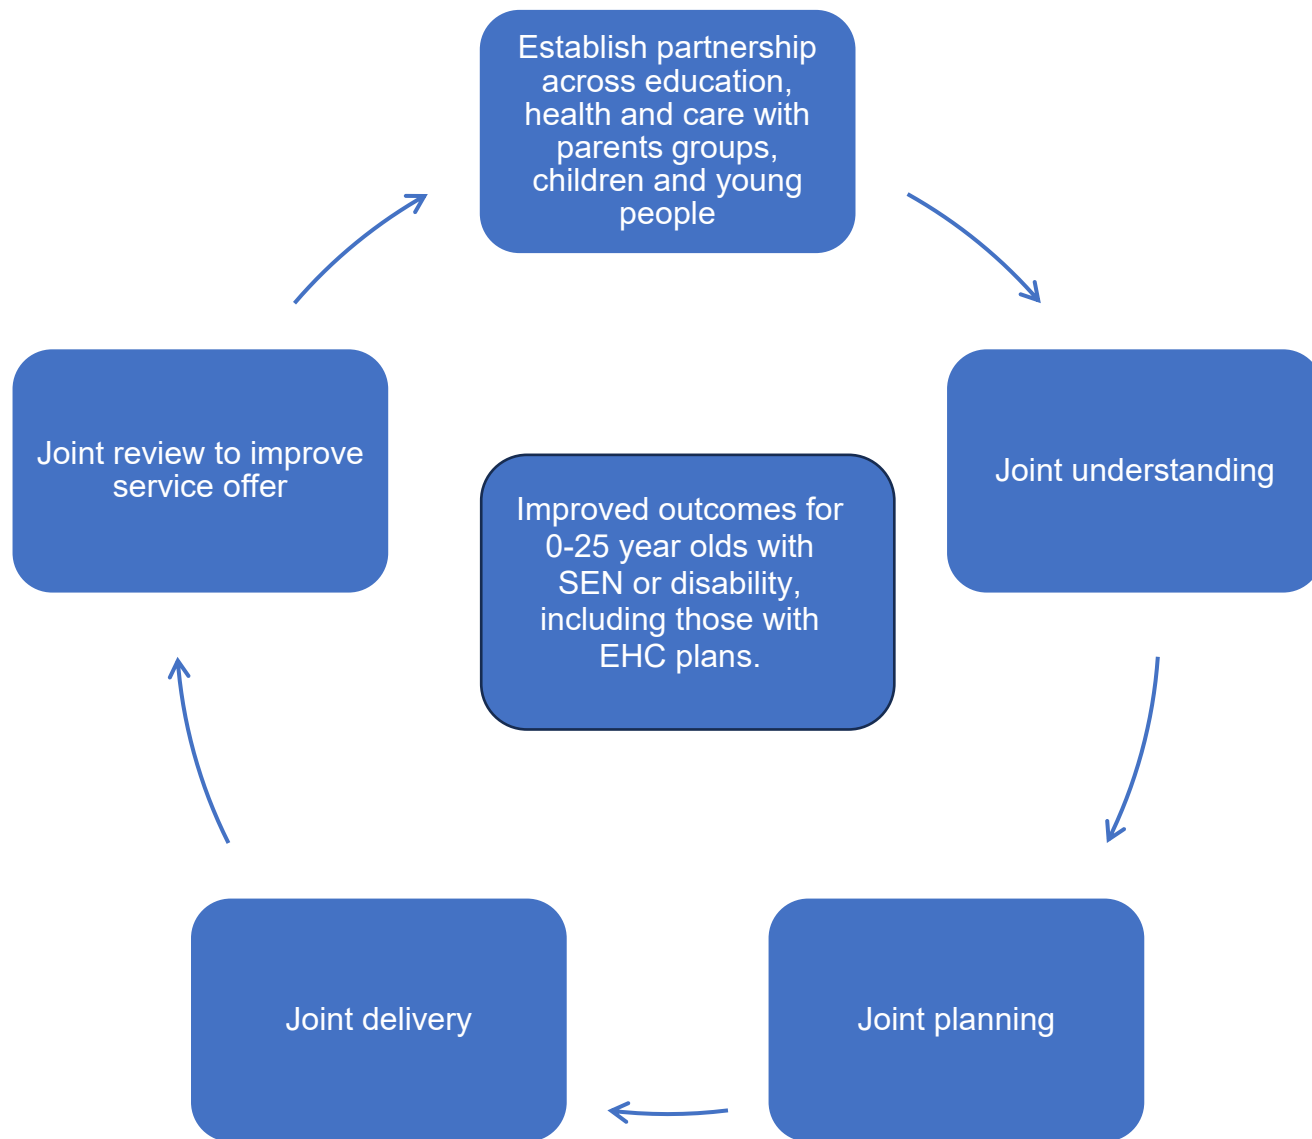 Establish partnership
across education,
health and care with
parents groups,
children and young
people
Joint understanding
Joint planning
Joint delivery
Joint review to improve
service offer
Improved outcomes for
0-25 year olds with
SEN or disability,
including those with
EHC plans.